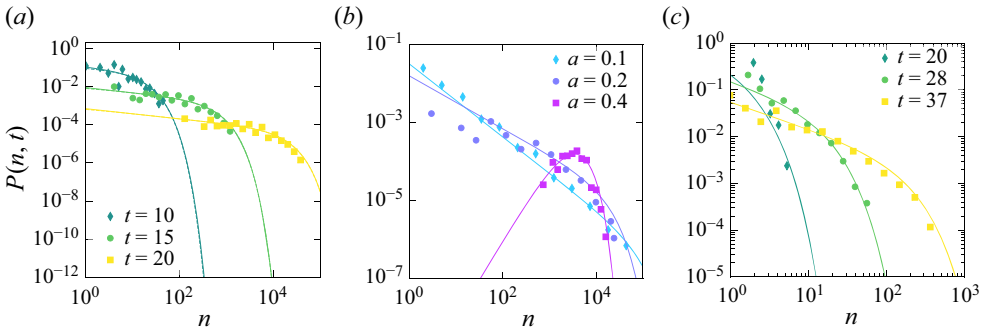 (a)
(b)
(c)
P(n, t)
10^0
10^-2
10^-4
10^-6
10^-8
10^-10
10^-12
t = 10
t = 15
t = 20
10^0
10^2
10^4
n
10^-1
10^-3
10^-5
10^-7
a = 0.1
a = 0.2
a = 0.4
10^0
10^2
10^4
n
10^0
10^-1
10^-2
10^-3
10^-4
10^-5
t = 20
t = 28
t = 37
10^0
10^1
10^2
10^3
n